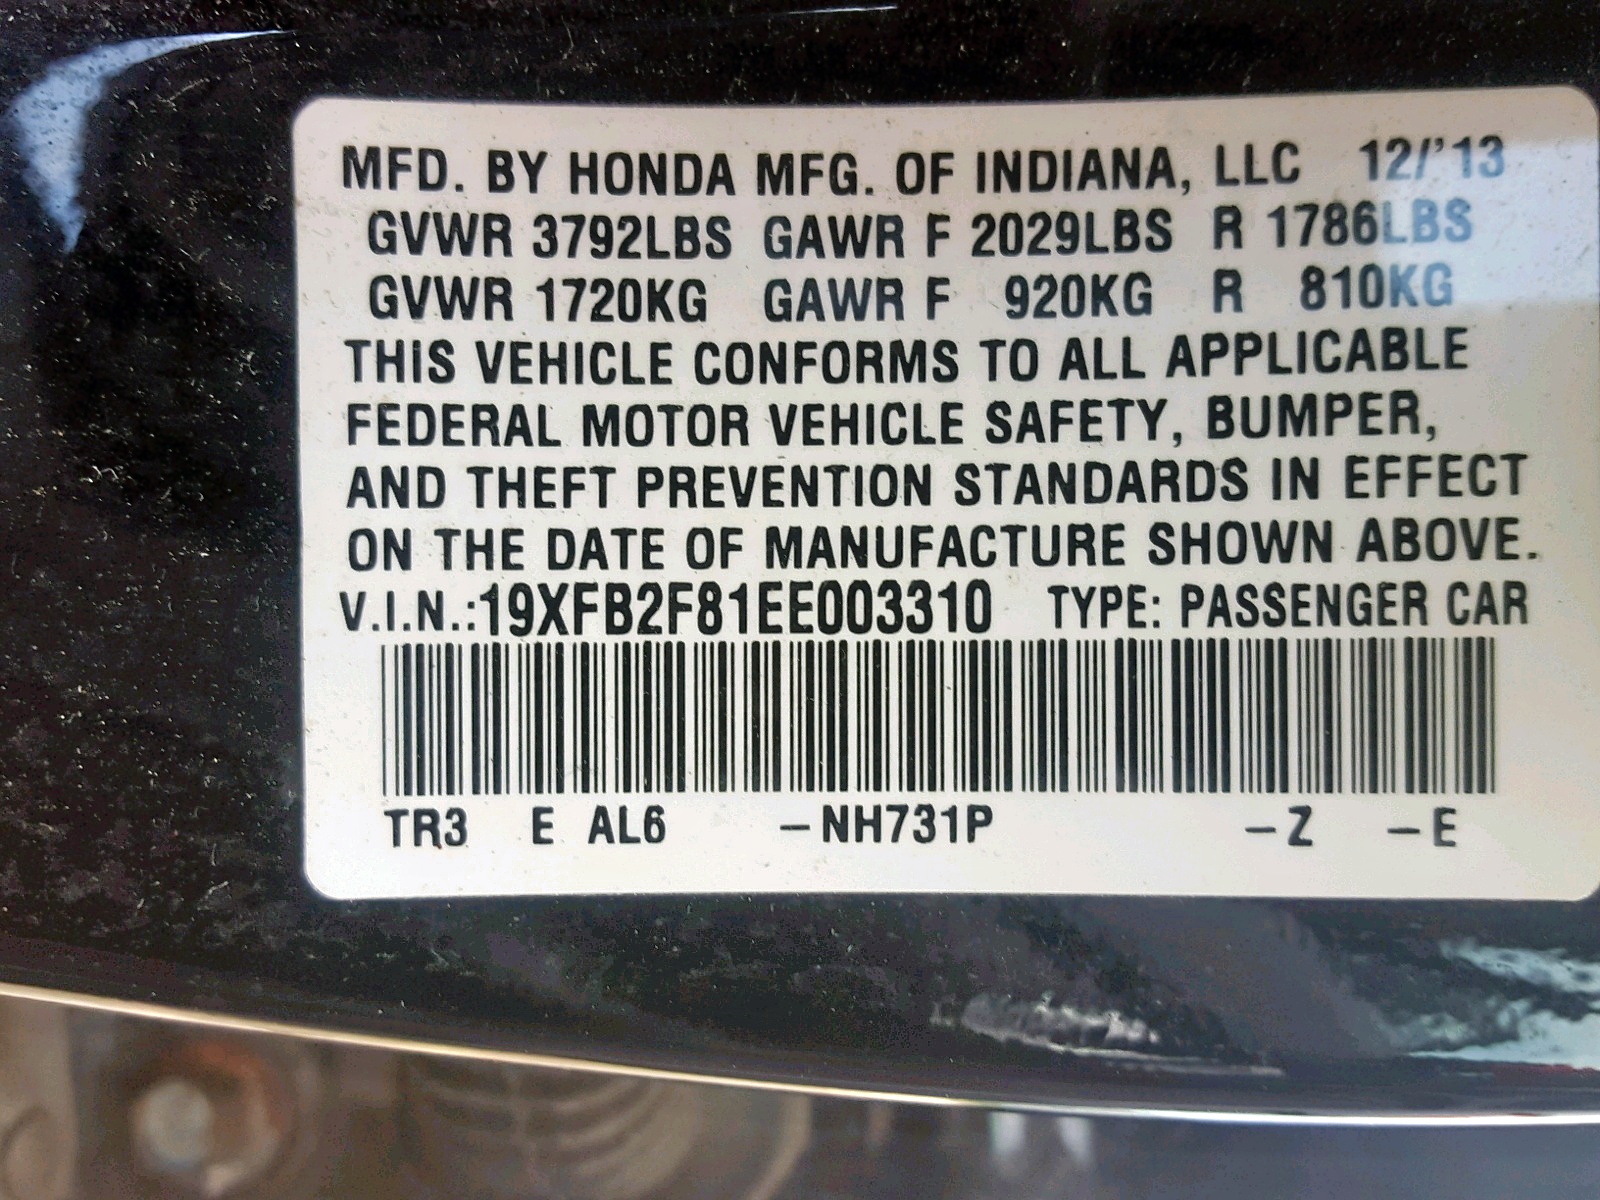 MFD. BY HONDA MFG. OF INDIANA, LLC 12/'13
GVWR 3792LBS GAWR F 2029LBS R 1786LBS
GVWR 1720KG GAWR F 920KG R 810KG
THIS VEHICLE CONFORMS TO ALL APPLICABLE
FEDERAL MOTOR VEHICLE SAFETY, BUMPER,
AND THEFT PREVENTION STANDARDS IN EFFECT
ON THE DATE OF MANUFACTURE SHOWN ABOVE.
V.I.N.:19XFB2F81EE003310 TYPE: PASSENGER CAR
TR3 E AL6 –NH731P –Z –E